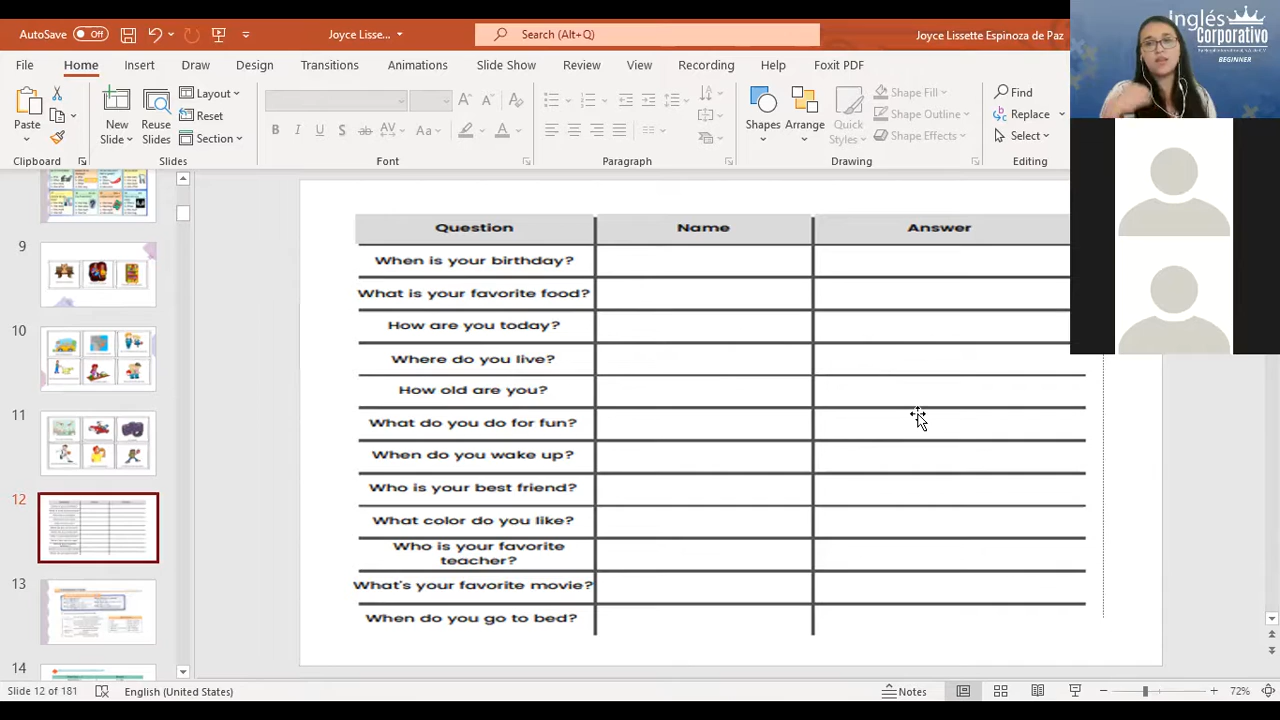 AutoSave Off Joyce Lisse... Search (Alt+Q) Joyce Lissette Espinoza de Paz
File Home Insert Draw Design Transitions Animations Slide Show Review View Recording Help Foxit PDF
Paste
Clipboard
New Slide
Reuse Slides
Layout
Reset
Section
Slides
B I U S ab AV Aa A
Font
Paragraph
Shapes Arrange Quick Styles
Shape Fill
Shape Outline
Shape Effects
Drawing
Find
Replace
Select
Editing
Inglés
Corporativo
BEGINNER
9
10
11
12
13
14
Question Name Answer
When is your birthday?
What is your favorite food?
How are you today?
Where do you live?
How old are you?
What do you do for fun?
When do you wake up?
Who is your best friend?
What color do you like?
Who is your favorite
teacher?
What's your favorite movie?
When do you go to bed?
Slide 12 of 181 English (United States) Notes 72%